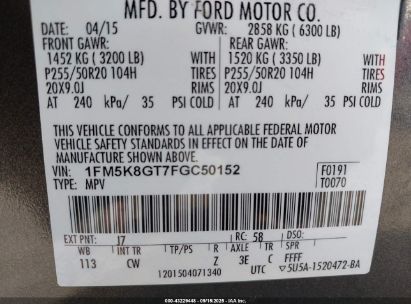 MFD. BY FORD MOTOR CO.
DATE: 04/15 GVWR: 2858 KG ( 6300 LB)
FRONT GAWR: REAR GAWR: WITH
1452 KG ( 3200 LB) 1520 KG ( 3350 LB) WITH
P255/50R20 104H TIRES P255/50R20 104H TIRES
20X9.0J RIMS 20X9.0J RIMS
AT 240 kPa/ 35 PSI COLD AT 240 kPa/ 35 PSI COLD
THIS VEHICLE CONFORMS TO ALL APPLICABLE FEDERAL MOTOR
VEHICLE SAFETY AND THEFT PREVENTION STANDARDS IN EFFECT
ON THE DATE OF MANUFACTURE SHOWN ABOVE.
VIN: 1FM5K8GT7FGC50152 F0191
TYPE: MPV T0070
EXT PNT: J7 RC: 58 DSO:
WB TP/PS R AXLE TR SPR
113 CW Z 3E C FFFF
1201504071340 UTC 5U5A-1520472-BA